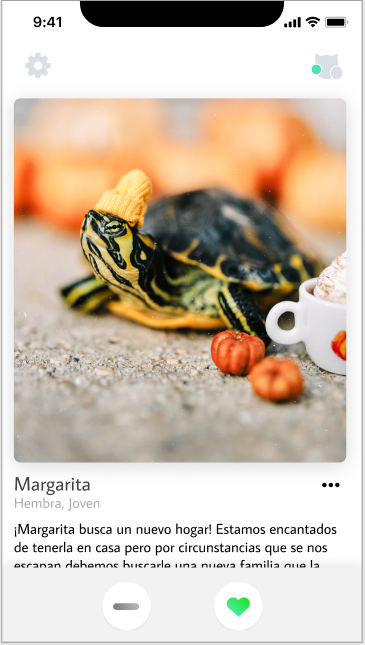 9:41
Margarita
Hembra, Joven
¡Margarita busca un nuevo hogar! Estamos encantados
de tenerla en casa pero por circunstancias que se nos
escapan debemos buscarle una nueva familia que la